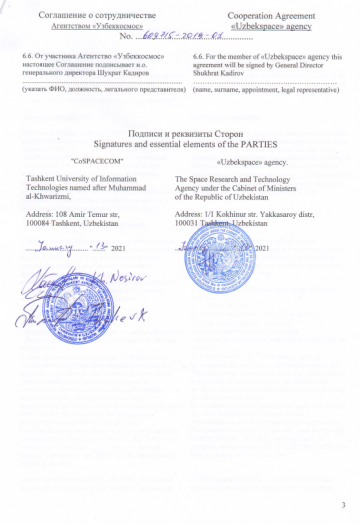 Соглашение о сотрудничестве
Агентством «Узбеккосмос»
Cooperation Agreement
«Uzbekspace» agency
No. ...609715-2019-01...........
6.6. От участника Агентство «Узбеккосмос»
настоящее Соглашение подписывает и.о.
генерального директора Шухрат Кадиров
(указать ФИО, должность, легального представителя)
6.6. For the member of «Uzbekspace» agency this
agreement will be signed by General Director
Shukhrat Kadirov
(name, surname, appointment, legal representative)
Подписи и реквизиты Сторон
Signatures and essential elements of the PARTIES
"CoSPACECOM"
Tashkent University of Information
Technologies named after Muhammad
al-Khwarizmi,
Address: 108 Amir Temur str,
100084 Tashkent, Uzbekistan
January - 13 2021
«Uzbekspace» agency.
The Space Research and Technology
Agency under the Cabinet of Ministers
of the Republic of Uzbekistan
Address: 1/1 Kokhinur str. Yakkasaroy distr,
100031 Tashkent, Uzbekistan
2021
Kh. Nosirov
3